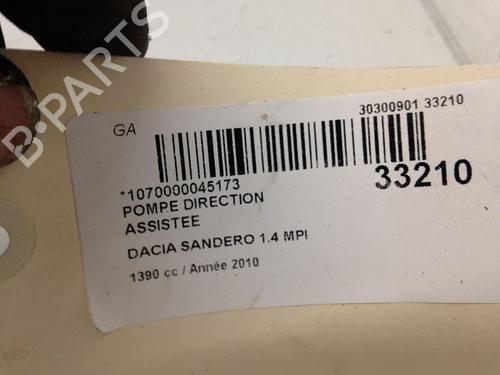 B-PARTS
GA
30300901 33210
*1070000045173
33210
POMPE DIRECTION
ASSISTEE
DACIA SANDERO 1.4 MPI
1390 cc / Année 2010